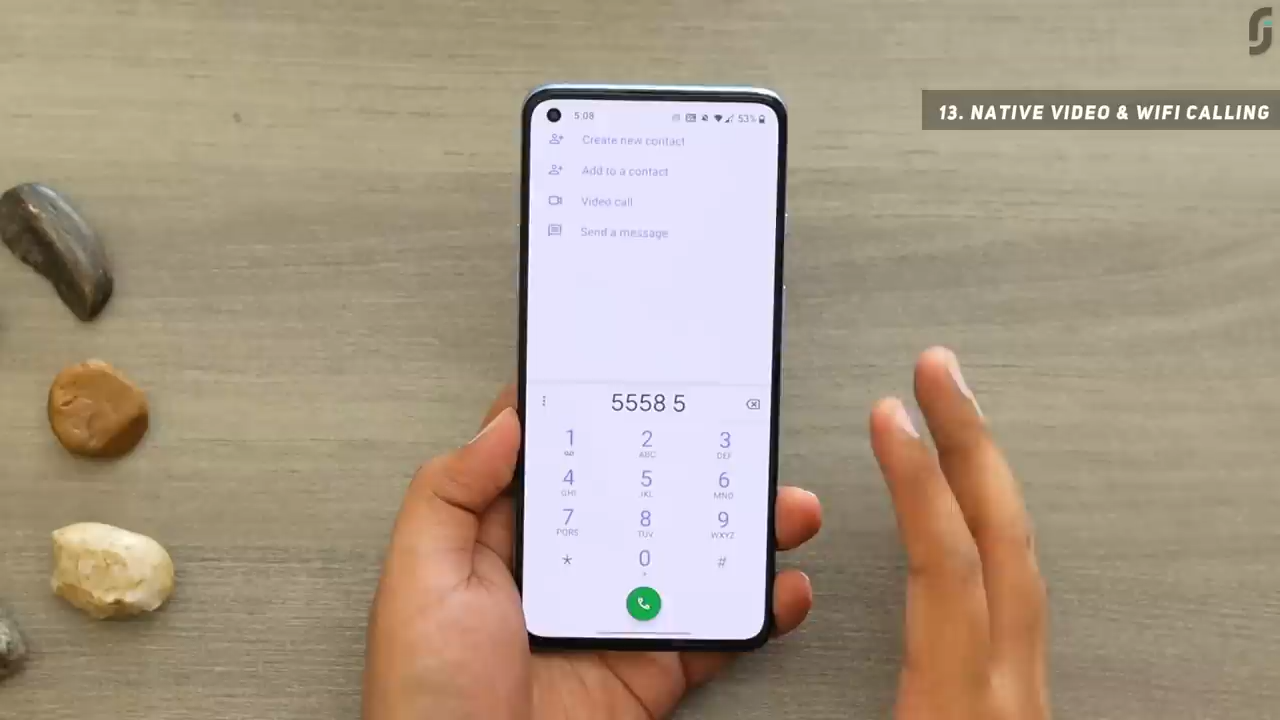 13. NATIVE VIDEO & WIFI CALLING
5:08 53%
Create new contact
Add to a contact
Video call
Send a message
5558 5
1 2 3
ABC DEF
4 5 6
GHI JKL MNO
7 8 9
PQRS TUV WXYZ
* 0 #
+